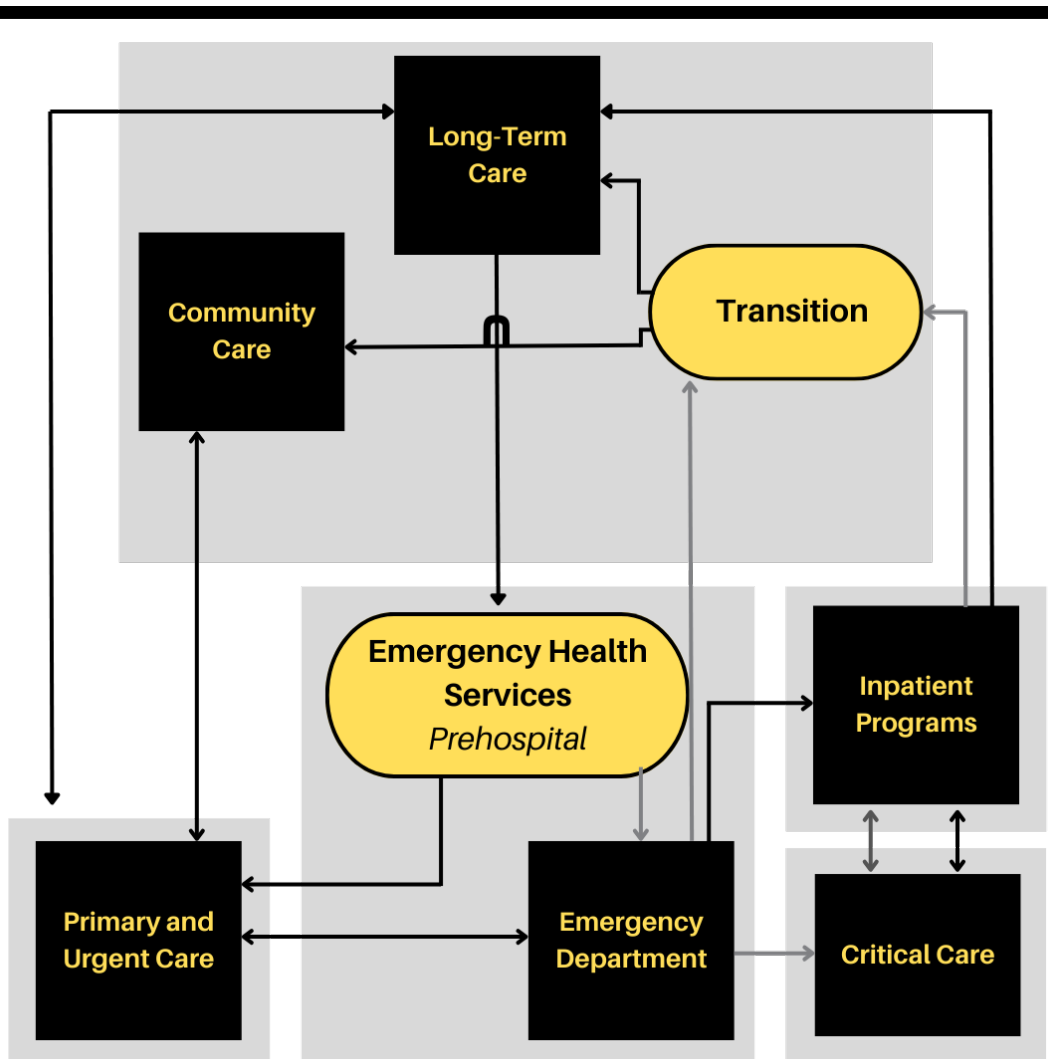 Long-Term
Care
Community
Care
Transition
Emergency Health
Services
Prehospital
Inpatient
Programs
Primary and
Urgent Care
Emergency
Department
Critical Care